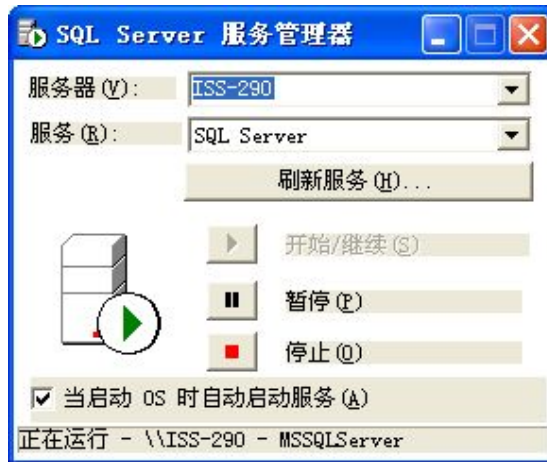 SQL Server 服务管理器
服务器(V):
ISS-290
服务(R):
SQL Server
刷新服务(H)...
开始/继续(S)
暂停(P)
停止(O)
当启动 OS 时自动启动服务(A)
正在运行 - \\ISS-290 - MSSQLServer